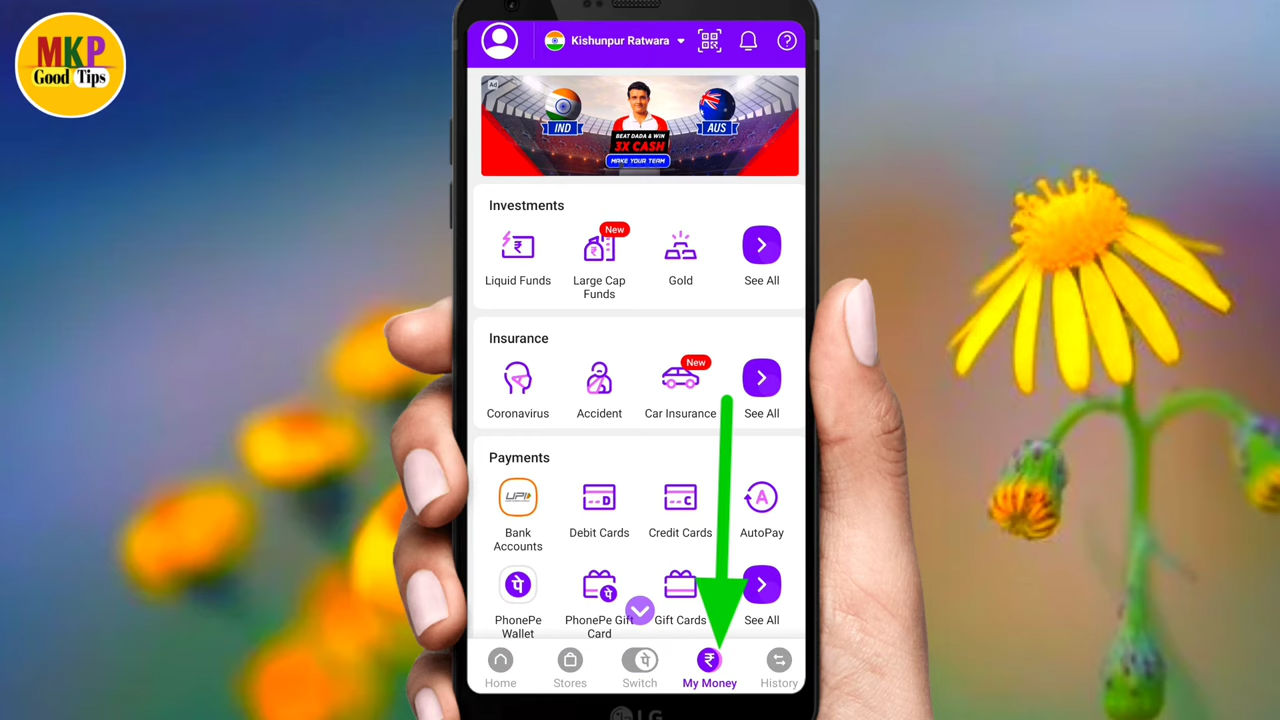 MKP
Good Tips
Kishunpur Ratwara
Ad
IND
AUS
BEAT DADA & WIN
3X CASH
MAKE YOUR TEAM
Investments
New
Liquid Funds
Large Cap
Funds
Gold
See All
Insurance
New
Coronavirus
Accident
Car Insurance
See All
Payments
UPI
D
C
A
Bank
Accounts
Debit Cards
Credit Cards
AutoPay
पे
पे
PhonePe
Wallet
PhonePe Gift
Card
Gift Cards
See All
पे
₹
Home
Stores
Switch
My Money
History
LG